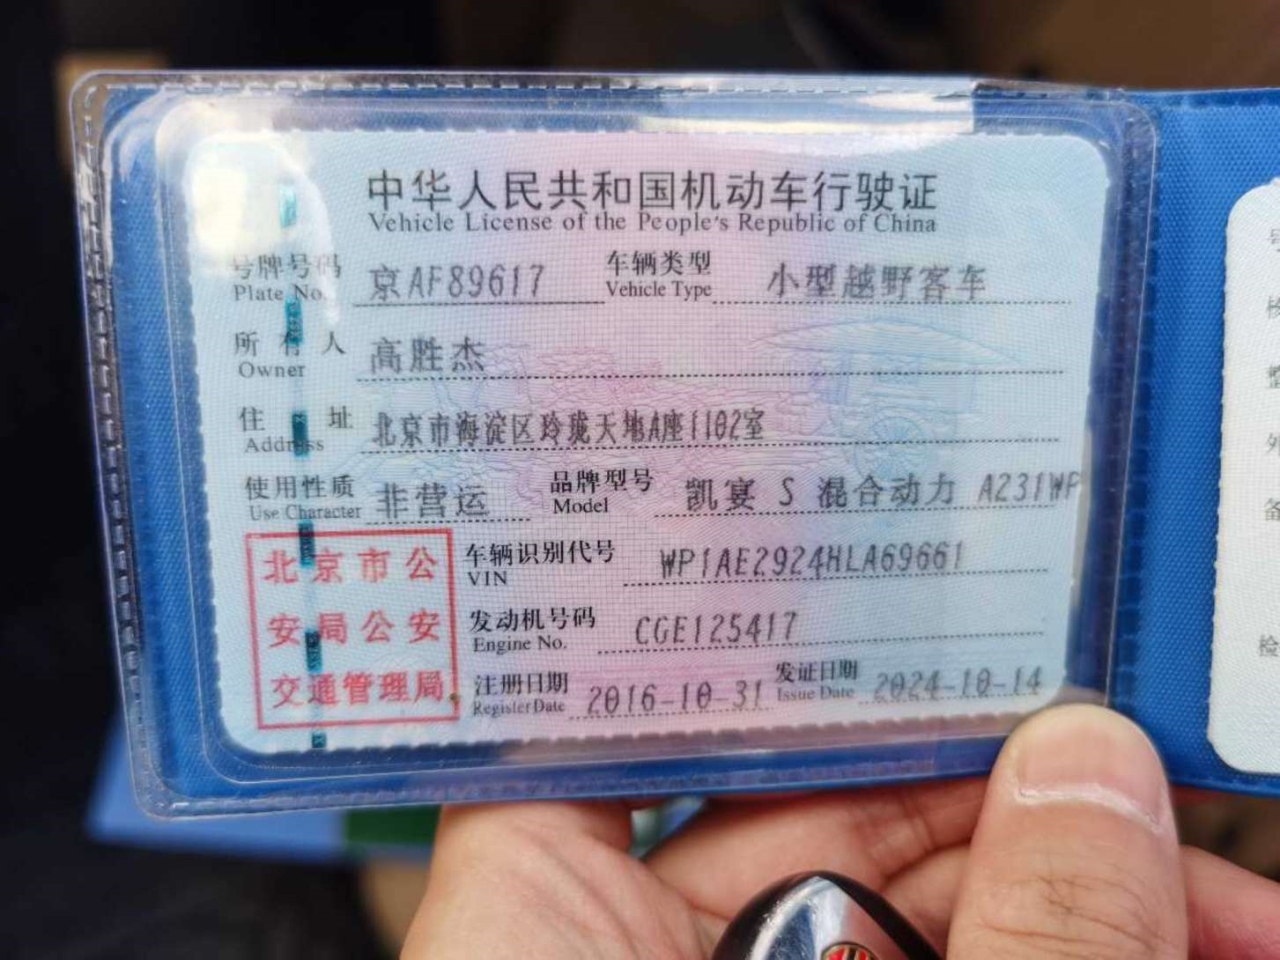 中华人民共和国机动车行驶证
Vehicle License of the People's Republic of China
号牌号码 京AF89617 车辆类型 小型越野客车
Plate No. Vehicle Type
所有人 高胜杰
Owner
住址 北京市海淀区玲珑天地A座1102室
Address
使用性质 非营运 品牌型号 凯宴 S 混合动力 A231WP
Use Character Model
北京市公
安局公安
交通管理局
车辆识别代号 WP1AE2924HLA69661
VIN
发动机号码 CGE125417
Engine No.
注册日期 2016-10-31 发证日期 2024-10-14
Register Date Issue Date